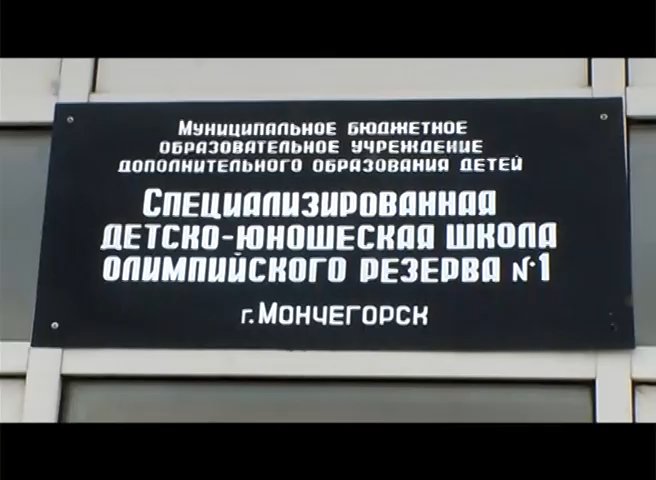 Муниципальное бюджетное
образовательное учреждение
дополнительного образования детей
Специализированная
детско-юношеская школа
олимпийского резерва №1
г. Мончегорск